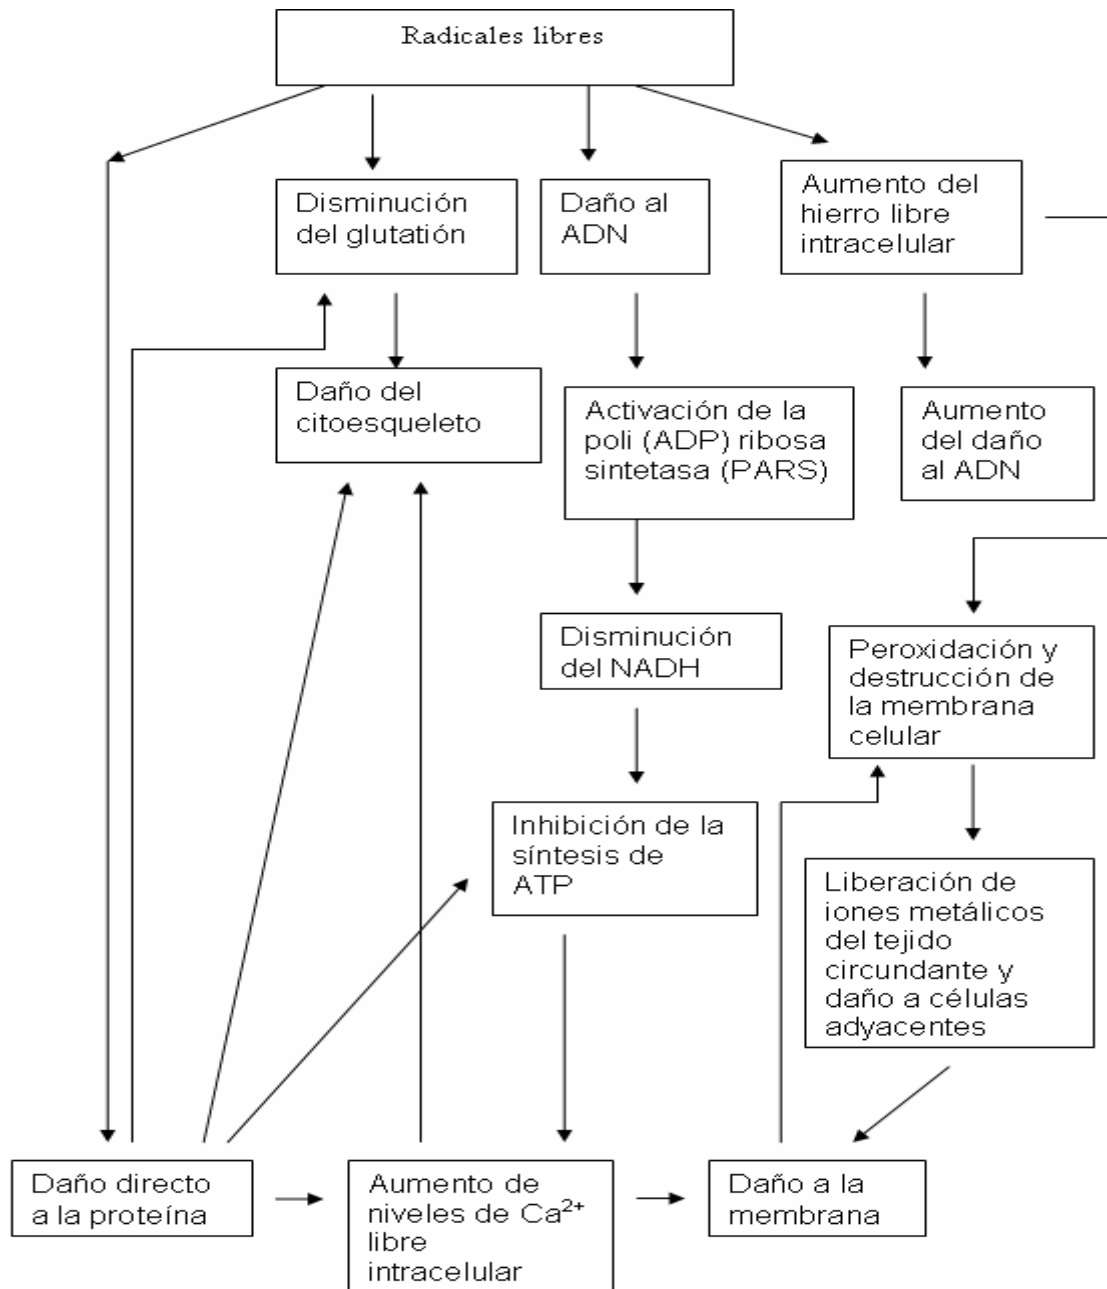 Radicales libres
Disminución
del glutatión
Daño al
ADN
Aumento del
hierro libre
intracelular
Daño del
citoesqueleto
Activación de la
poli (ADP) ribosa
sintetasa (PARS)
Aumento
del daño
al ADN
Disminución
del NADH
Peroxidación y
destrucción de
la membrana
celular
Inhibición de la
síntesis de
ATP
Liberación de
iones metálicos
del tejido
circundante y
daño a células
adyacentes
Daño directo
a la proteína
Aumento de
niveles de Ca²⁺
libre
intracelular
Daño a la
membrana